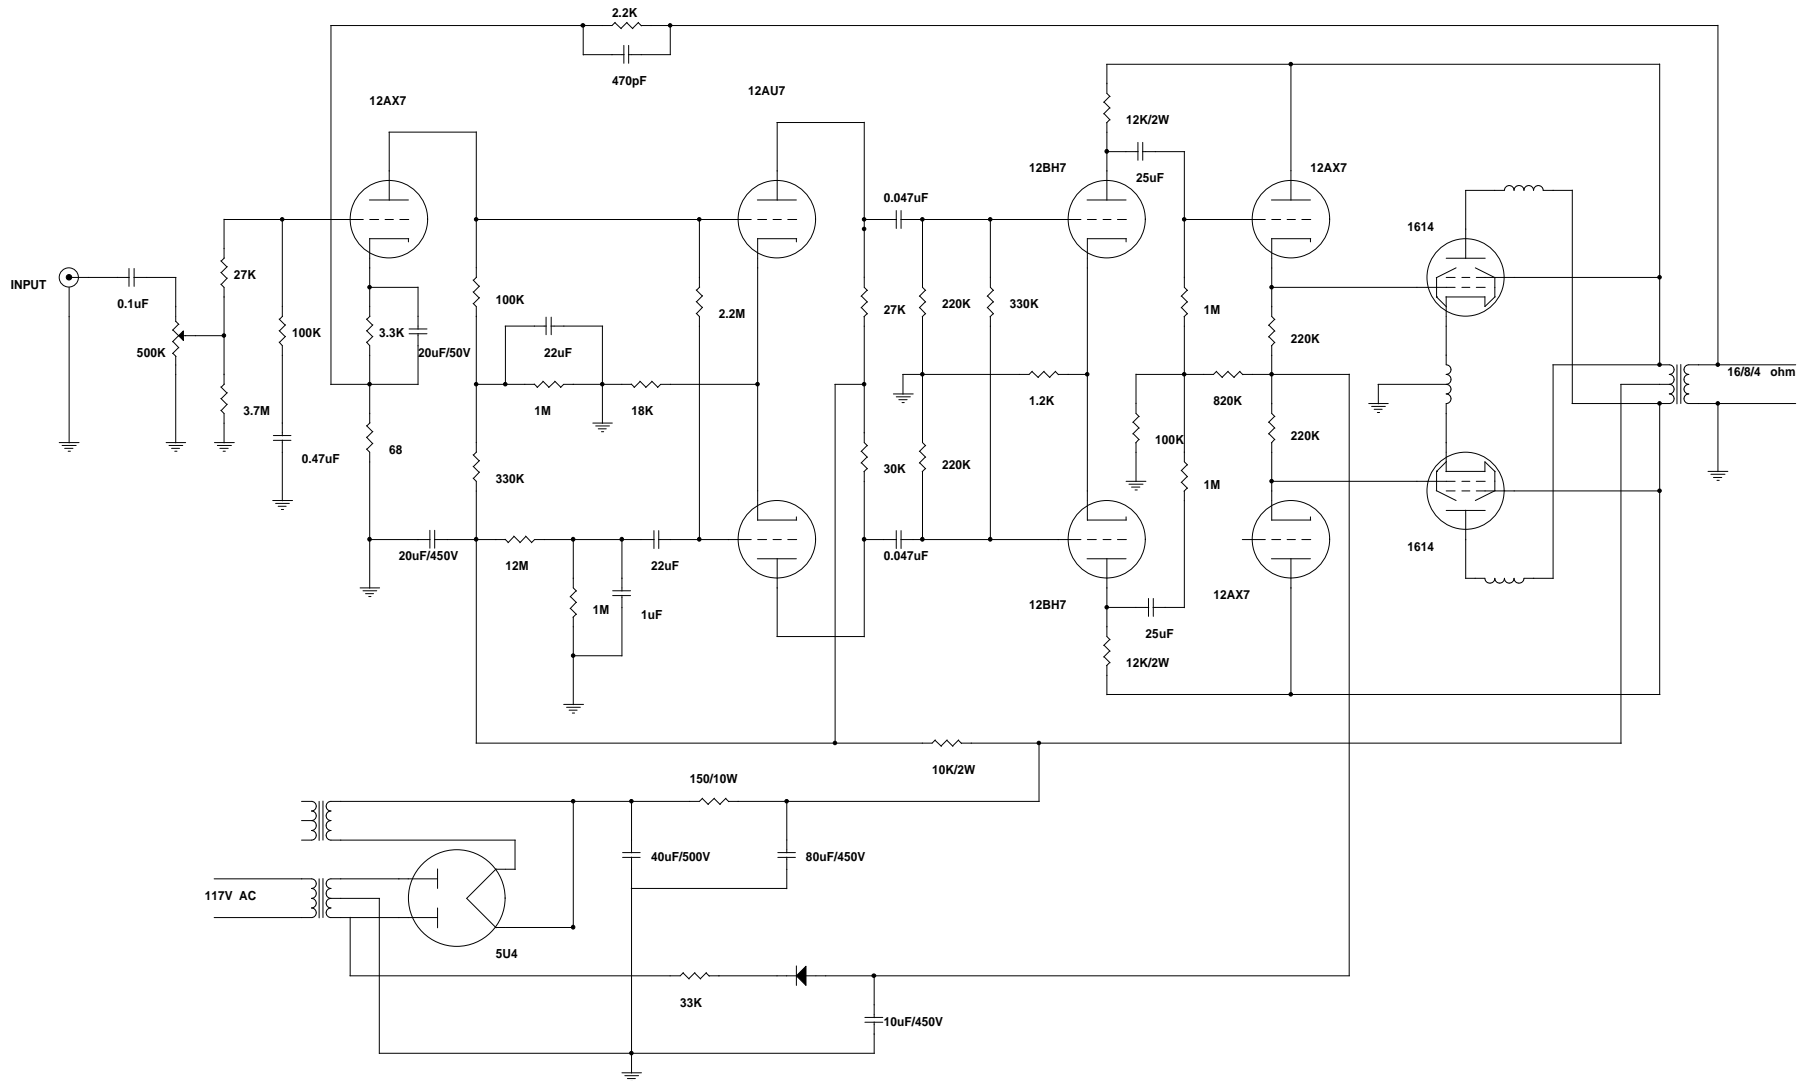 2.2K
470pF
12AX7
12AU7
12K/2W
12BH7
25uF
12AX7
0.047uF
1614
INPUT
0.1uF
27K
500K
100K
3.3K
20uF/50V
100K
22uF
2.2M
27K
220K
330K
1M
220K
3.7M
1M
18K
1.2K
820K
16/8/4 ohm
0.47uF
68
330K
30K
220K
100K
1M
220K
20uF/450V
12M
22uF
0.047uF
1614
1M
1uF
12BH7
12AX7
25uF
12K/2W
10K/2W
150/10W
40uF/500V
80uF/450V
117V AC
5U4
33K
10uF/450V